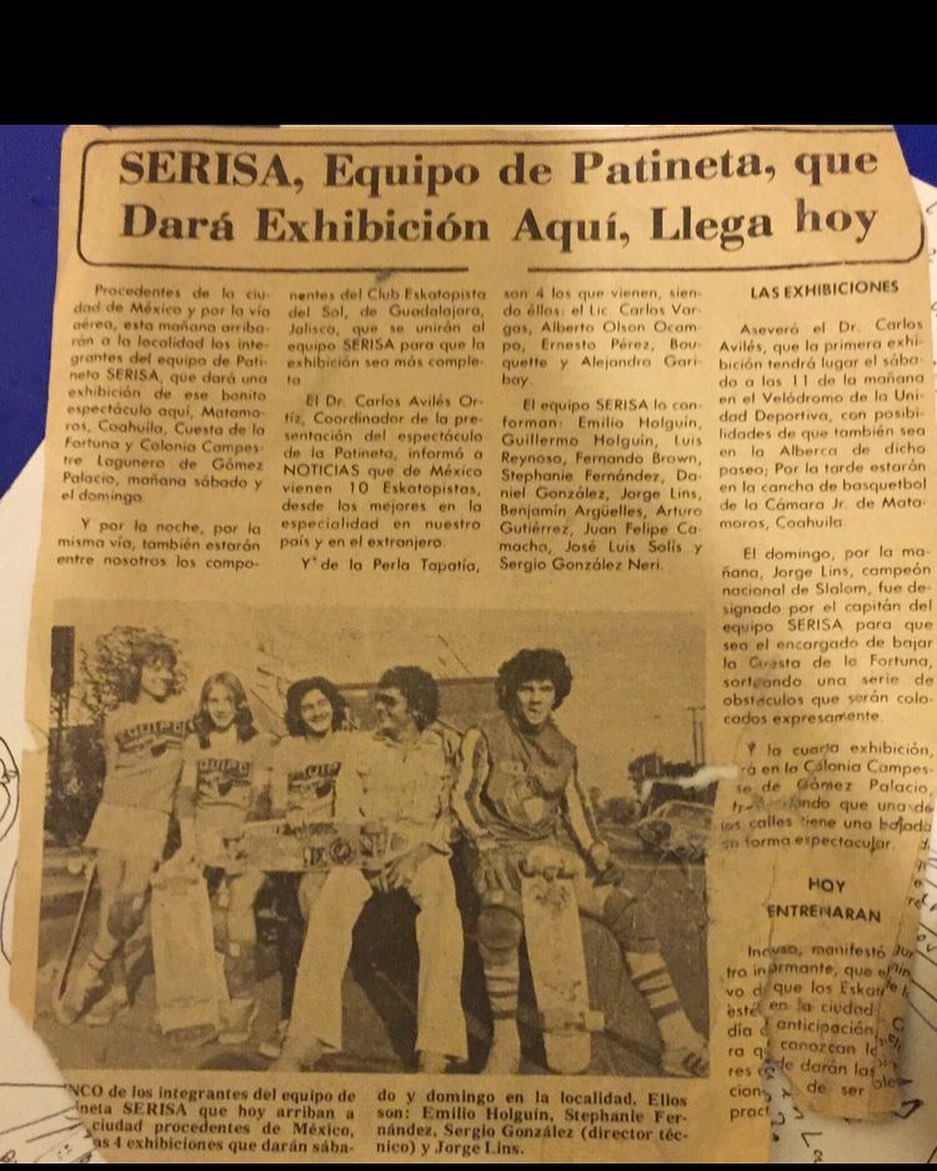 SERISA, Equipo de Patineta, que
Dará Exhibición Aquí, Llega hoy
Procedentes de la ciu-
dad de México y por la vía
aérea, esta mañana arriba-
rán a la localidad los inte-
grantes del equipo de Pati-
neta SERISA, que dará una
exhibición de ese bonito
espectáculo aquí, Matamo-
ros, Coahuila, Cuesta de la
Fortuna y Colonia Campes-
tre Lagunero de Gómez
Palacio, mañana sábado y
el domingo.
Y por la noche, por la
misma vía, también estarán
entre nosotros los compo-
nentes del Club Eskatopista
del Sol, de Guadalajara,
Jalisco, que se unirán al
equipo SERISA para que la
exhibición sea más comple-
ta
El Dr. Carlos Avilés Or-
tíz, Coordinador de la pre-
sentación del espectáculo
de la Patineta, informó a
NOTICIAS que de México
vienen 10 Eskatopistas,
desde los mejores en la
especialidad en nuestro
país y en el extranjero.
Y de la Perla Tapatía,
son 4 los que vienen, sien-
do éllos: el Lic. Carlos Var-
gas, Alberto Olson Ocam-
po, Ernesto Pérez, Bou-
quette y Alejandro Gari-
bay.
El equipo SERISA lo con-
forman: Emilio Holguín,
Guillermo Holguín, Luis
Reynoso, Fernando Brown,
Stephanie Fernández, Da-
niel González, Jorge Lins,
Benjamín Argüelles, Arturo
Gutiérrez, Juan Felipe Ca-
macho, José Luis Solís y
Sergio González Neri.
LAS EXHIBICIONES
Aseveró el Dr. Carlos
Avilés, que la primera exhi-
bición tendrá lugar el sába-
do a las 11 de la mañana
en el Velódromo de la Uni-
dad Deportiva, con posibi-
lidades de que también sea
en la Alberca de dicho
paseo; Por la tarde estarán
en la cancha de basquetbol
de la Cámara Jr. de Mata-
moros, Coahuila
El domingo, por la ma-
ñana, Jorge Lins, campeón
nacional de Slalom, fue de-
signado por el capitán del
equipo SERISA para que
sea el encargado de bajar
la Cuesta de la Fortuna,
sorteando una serie de
obstáculos que serán colo-
cados expresamente.
Y la cuarta exhibición,
rá en la Colonia Campes-
de Gómez Palacio,
ando que una de
las calles tiene una bajada
en forma espectacular.
HOY
ENTRENARAN
Incuso, manifestó
tro informante, que el
vo d que los Eskat
esté en la ciudad
día anticipación
ra q conozcan l
res de darán las
cion de ser
pract
NCO de los integrantes del equipo de
ineta SERISA que hoy arriban a
ciudad procedentes de México,
as 4 exhibiciones que darán sába-
do y domingo en la localidad. Ellos
son: Emilio Holguín, Stephanie Fer-
nández, Sergio González (director téc-
nico) y Jorge Lins.